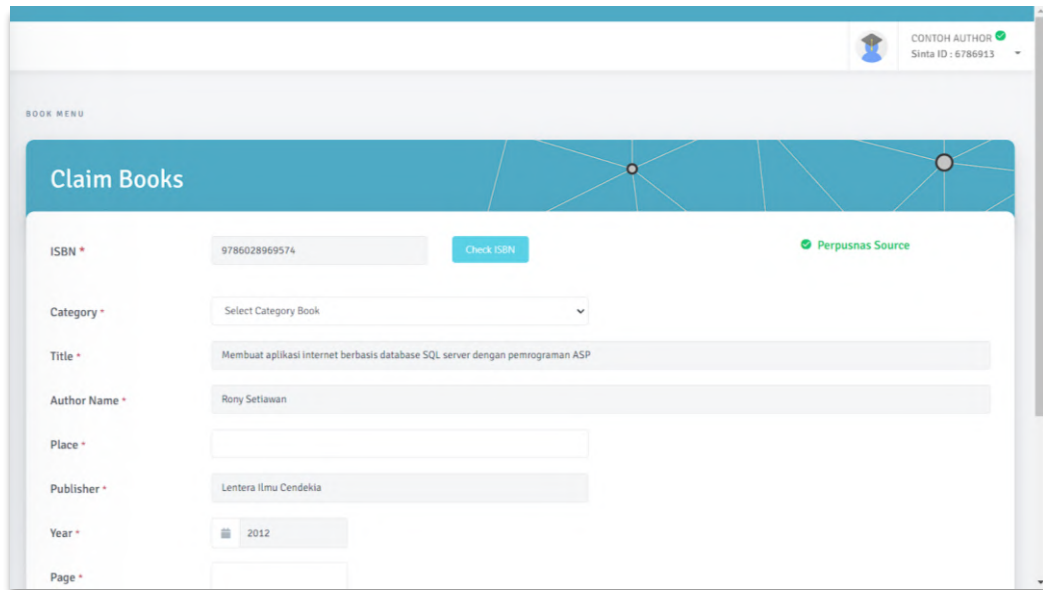 CONTOH AUTHOR
Sinta ID : 6786913
BOOK MENU
Claim Books
ISBN * 9786028969574 Check ISBN Perpusnas Source
Category * Select Category Book
Title * Membuat aplikasi internet berbasis database SQL server dengan pemrograman ASP
Author Name * Rony Setiawan
Place *
Publisher * Lentera Ilmu Cendekia
Year * 2012
Page *